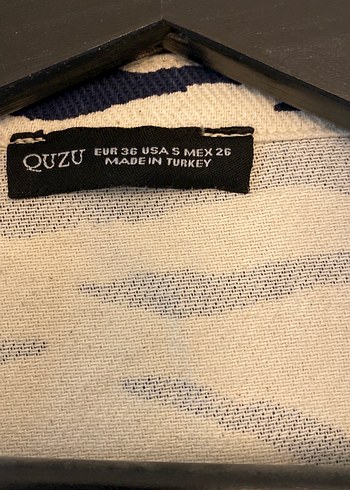 QUZU
EUR 36 USA S MEX 26
MADE IN TURKEY